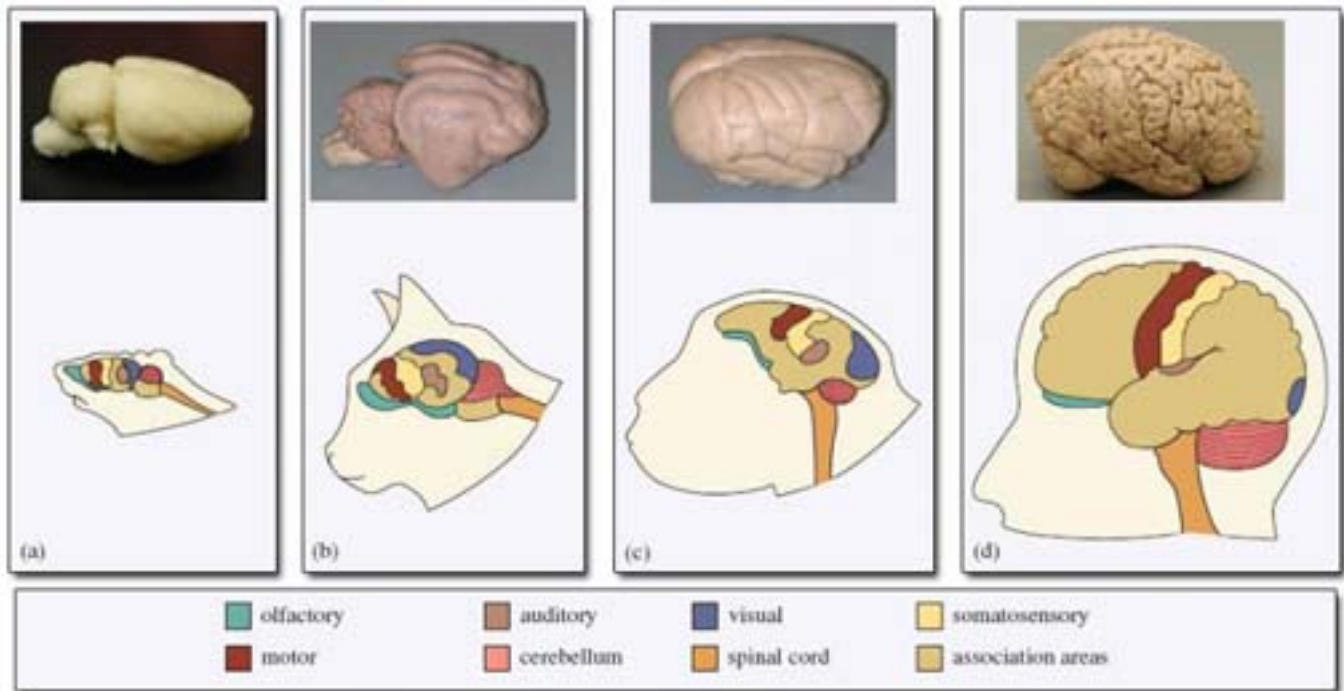 (a)
(b)
(c)
(d)
olfactory auditory visual somatosensory
motor cerebellum spinal cord association areas